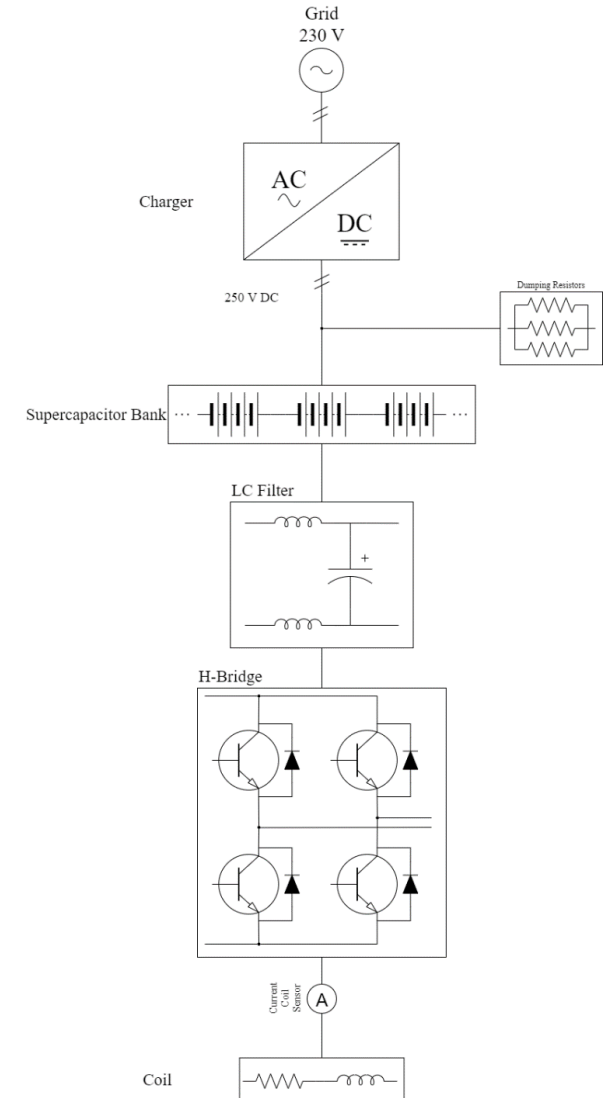 Grid
230 V
AC
Charger
DC
250 V DC
Dumping Resistors
Supercapacitor Bank
... ...
LC Filter
+
H-Bridge
Current
Coil
Sensor
A
Coil